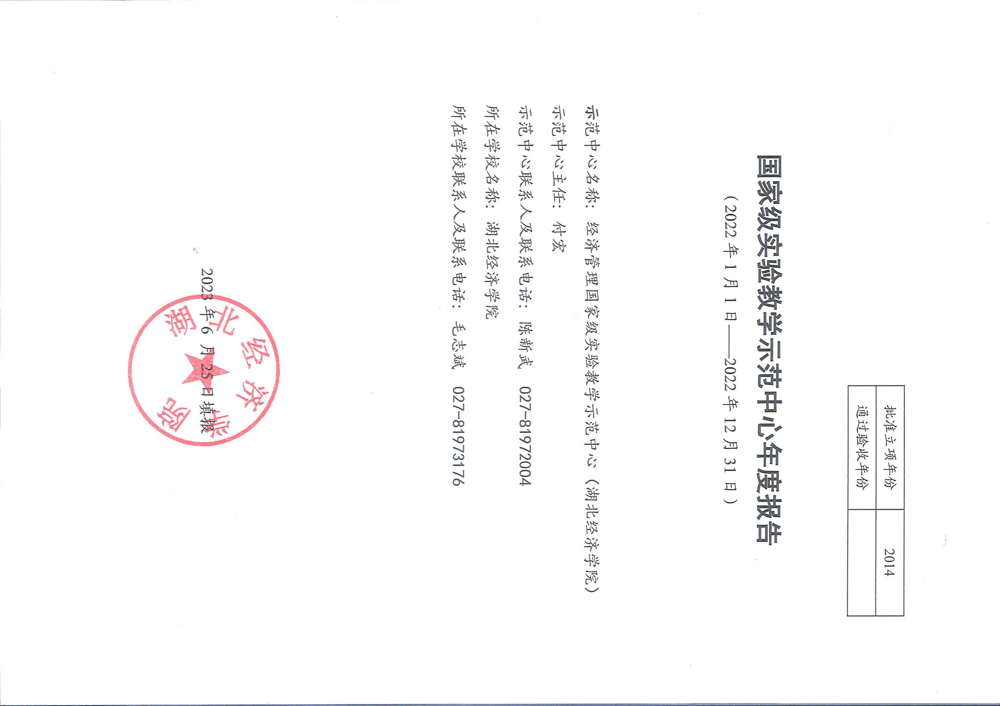 批准立项年份 2014
通过验收年份
国家级实验教学示范中心年度报告
（2022 年 1 月 1 日——2022 年 12 月 31 日）
示范中心名称：经济管理国家级实验教学示范中心（湖北经济学院）
示范中心主任：付宏
示范中心联系人及联系电话：陈新武 027-81972004
所在学校名称：湖北经济学院
所在学校联系人及联系电话：毛志斌 027-81973176
2023 年 6 月 25 日填报
湖北经济学院